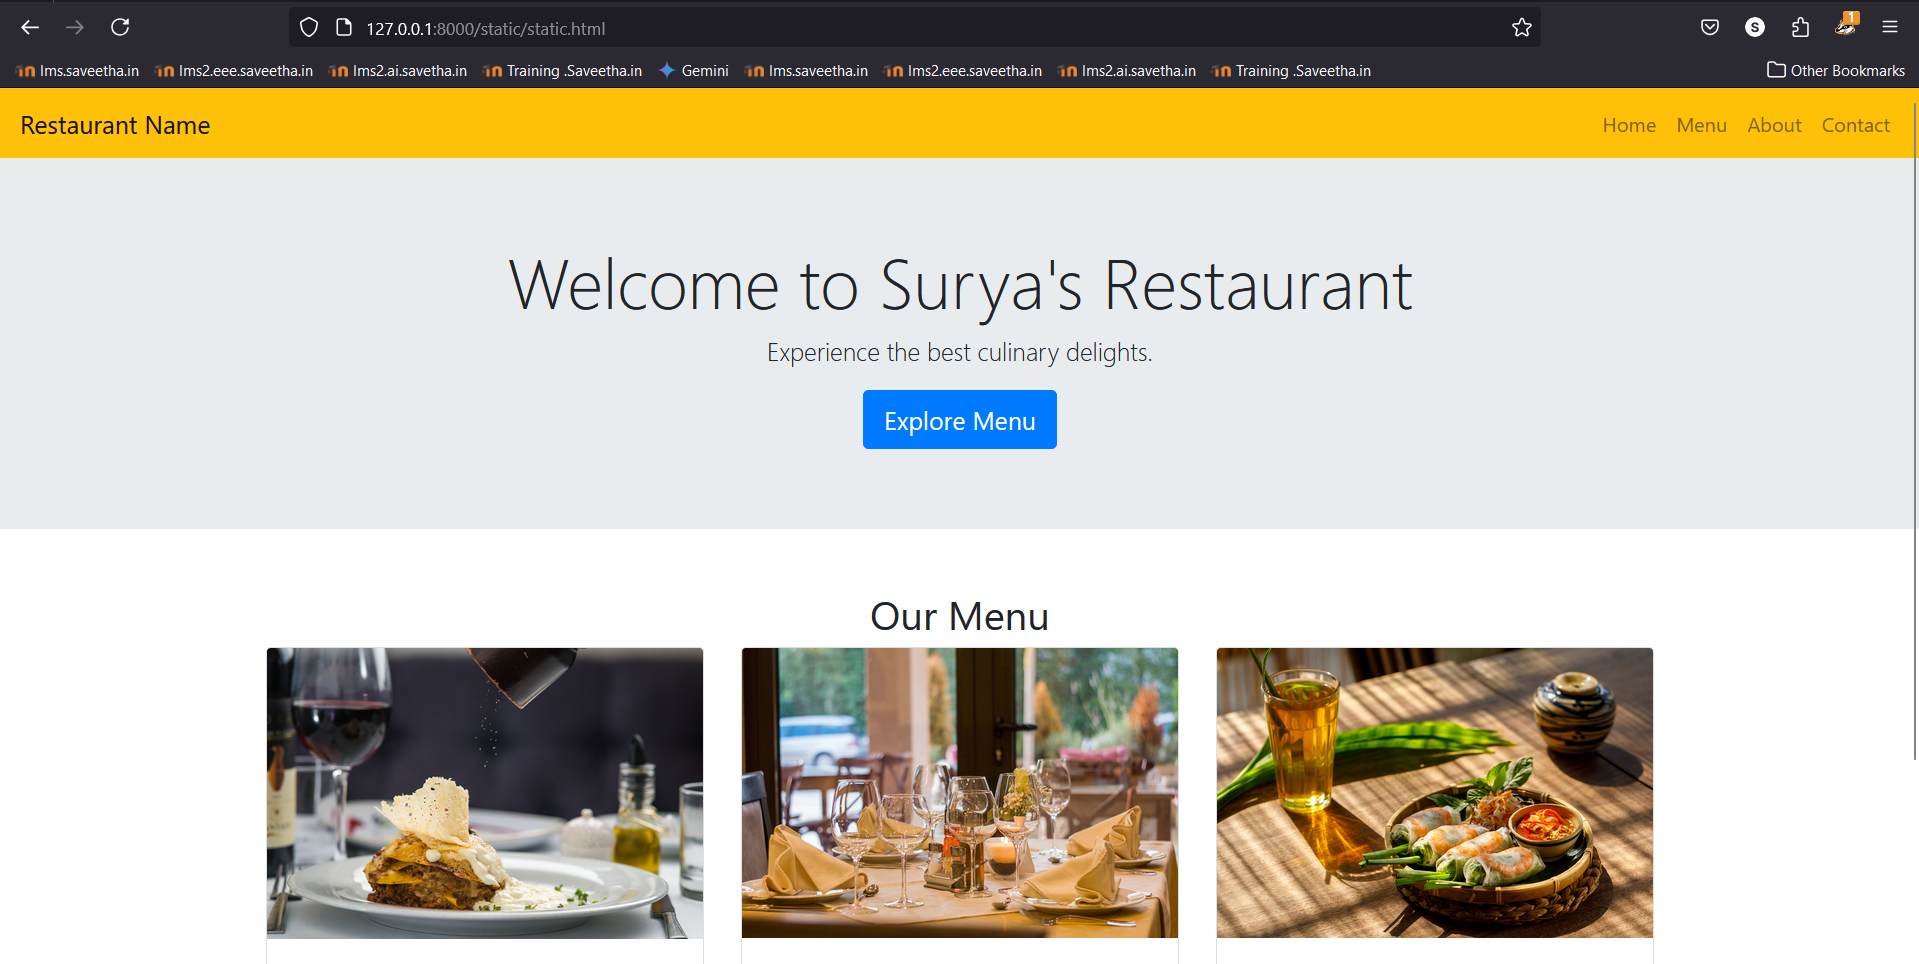 127.0.0.1:8000/static/static.html
S
1
lms.saveetha.in lms2.eee.saveetha.in lms2.ai.savetha.in Training .Saveetha.in Gemini lms.saveetha.in lms2.eee.saveetha.in lms2.ai.savetha.in Training .Saveetha.in Other Bookmarks
Restaurant Name Home Menu About Contact
Welcome to Surya's Restaurant
Experience the best culinary delights.
Explore Menu
Our Menu